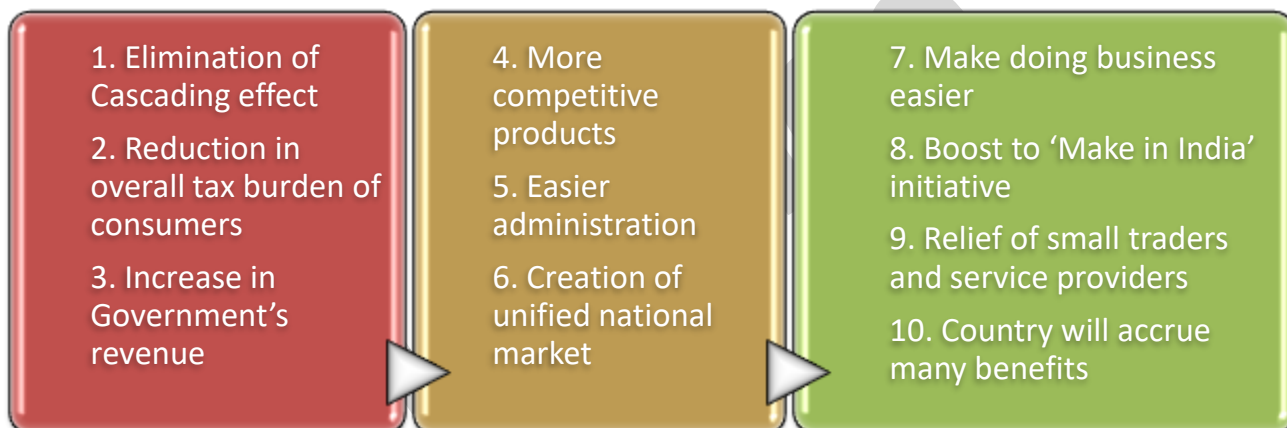 1. Elimination of
Cascading effect
2. Reduction in
overall tax burden of
consumers
3. Increase in
Government’s
revenue
4. More
competitive
products
5. Easier
administration
6. Creation of
unified national
market
7. Make doing business
easier
8. Boost to ‘Make in India’
initiative
9. Relief of small traders
and service providers
10. Country will accrue
many benefits